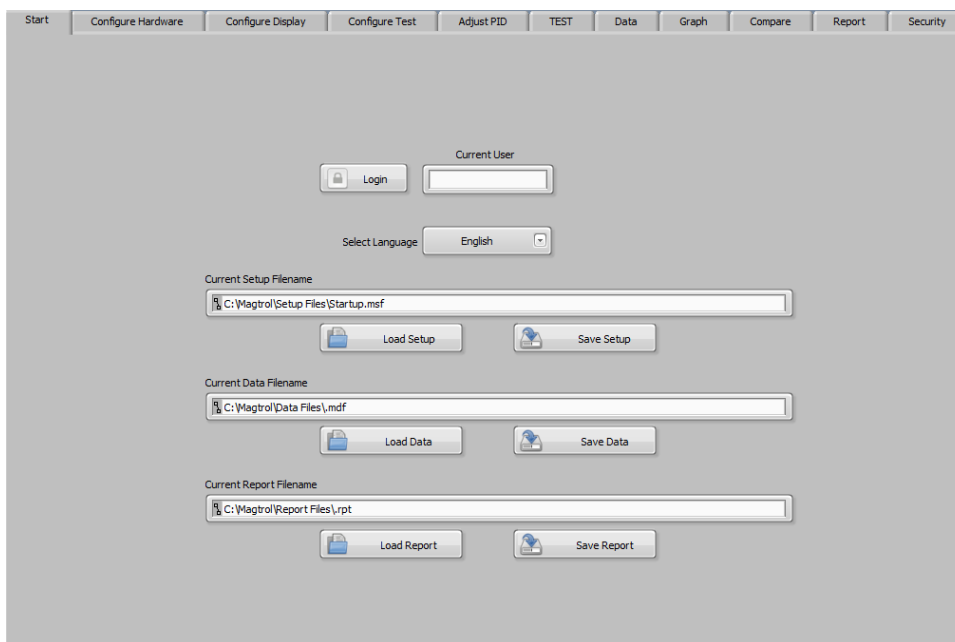 Start Configure Hardware Configure Display Configure Test Adjust PID TEST Data Graph Compare Report Security
Current User
Login
Select Language English
Current Setup Filename
C:\Magtrol\Setup Files\Startup.msf
Load Setup Save Setup
Current Data Filename
C:\Magtrol\Data Files\.mdf
Load Data Save Data
Current Report Filename
C:\Magtrol\Report Files\.rpt
Load Report Save Report